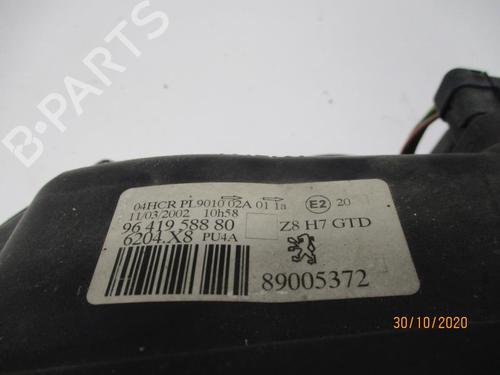 B-PARTS
04HCR PL9010 02A 01 1a
11/03/2002 10h58
E2 20
96 419 588 80
Z8 H7 GTD
6204.X8 PU4A
89005372
30/10/2020